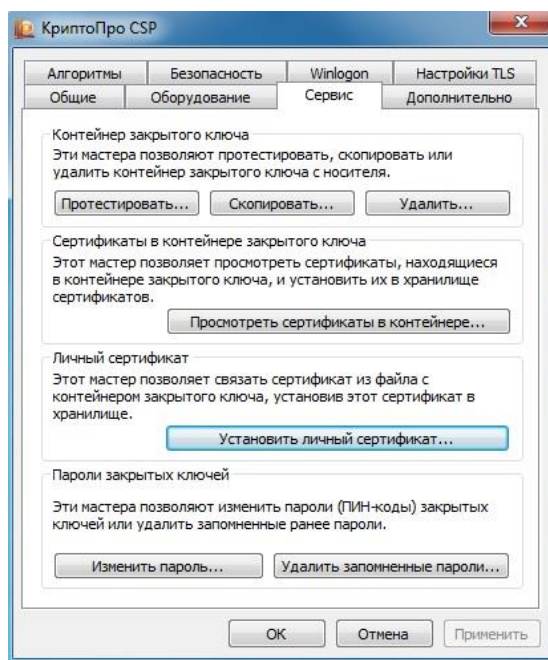 КриптоПро CSP
Алгоритмы Безопасность Winlogon Настройки TLS
Общие Оборудование Сервис Дополнительно
Контейнер закрытого ключа
Эти мастера позволяют протестировать, скопировать или
удалить контейнер закрытого ключа с носителя.
Протестировать... Скопировать... Удалить...
Сертификаты в контейнере закрытого ключа
Этот мастер позволяет просмотреть сертификаты, находящиеся
в контейнере закрытого ключа, и установить их в хранилище
сертификатов.
Просмотреть сертификаты в контейнере...
Личный сертификат
Этот мастер позволяет связать сертификат из файла с
контейнером закрытого ключа, установив этот сертификат в
хранилище.
Установить личный сертификат...
Пароли закрытых ключей
Эти мастера позволяют изменить пароли (ПИН-коды) закрытых
ключей или удалить запомненные ранее пароли.
Изменить пароль... Удалить запомненные пароли...
ОК Отмена Применить